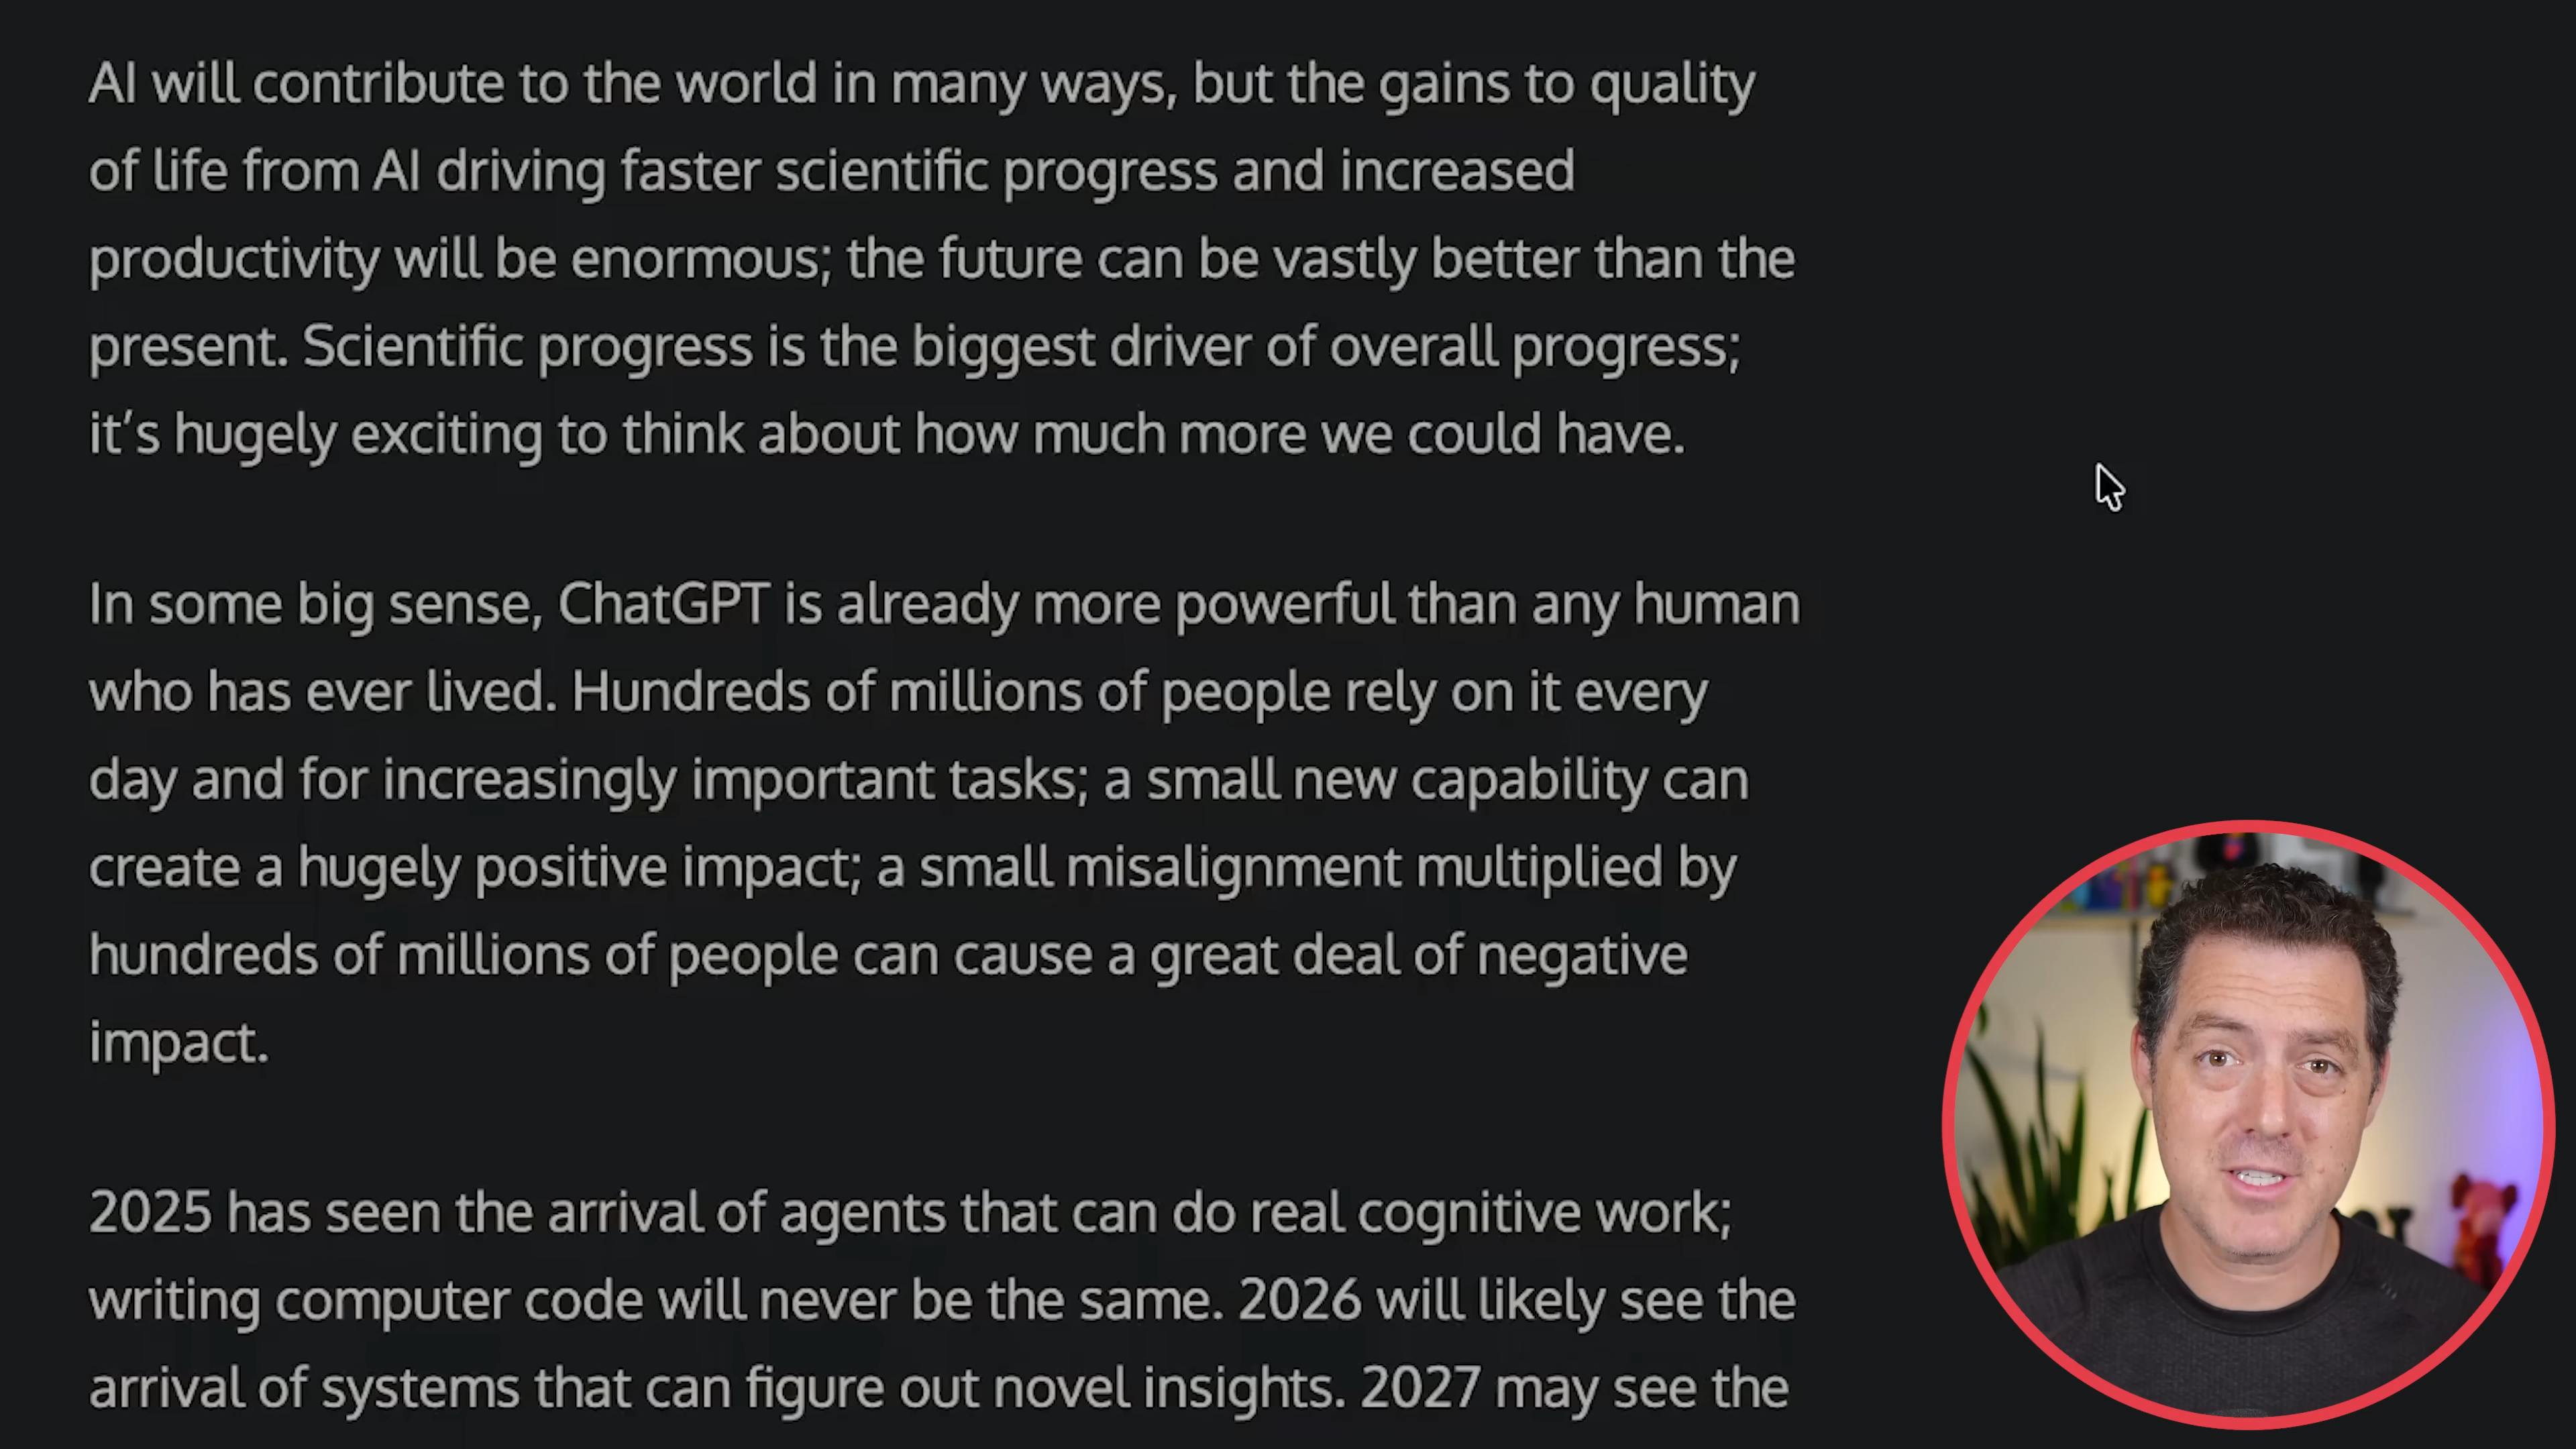 AI will contribute to the world in many ways, but the gains to quality
of life from AI driving faster scientific progress and increased
productivity will be enormous; the future can be vastly better than the
present. Scientific progress is the biggest driver of overall progress;
it’s hugely exciting to think about how much more we could have.
In some big sense, ChatGPT is already more powerful than any human
who has ever lived. Hundreds of millions of people rely on it every
day and for increasingly important tasks; a small new capability can
create a hugely positive impact; a small misalignment multiplied by
hundreds of millions of people can cause a great deal of negative
impact.
2025 has seen the arrival of agents that can do real cognitive work;
writing computer code will never be the same. 2026 will likely see the
arrival of systems that can figure out novel insights. 2027 may see the